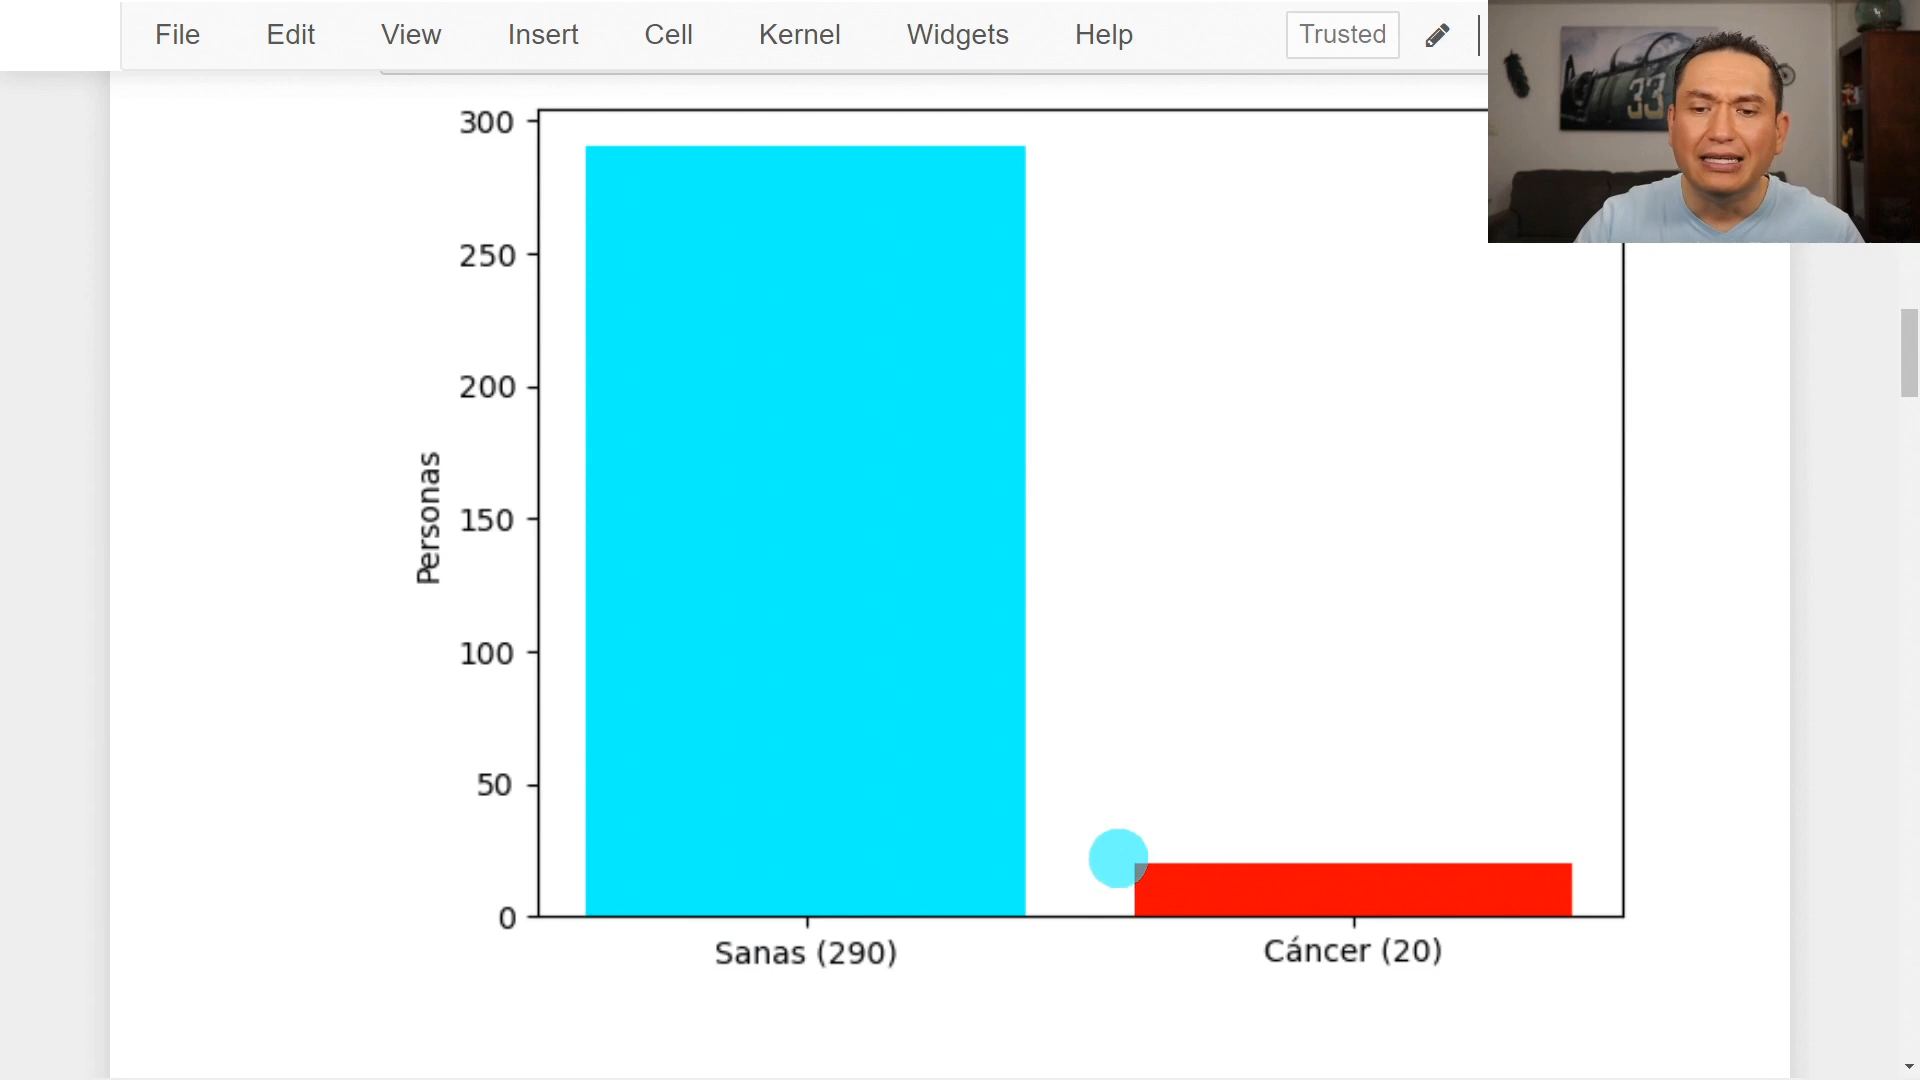 File Edit View Insert Cell Kernel Widgets Help Trusted
33
300
250
200
150
100
50
0
Personas
Sanas (290) Cáncer (20)